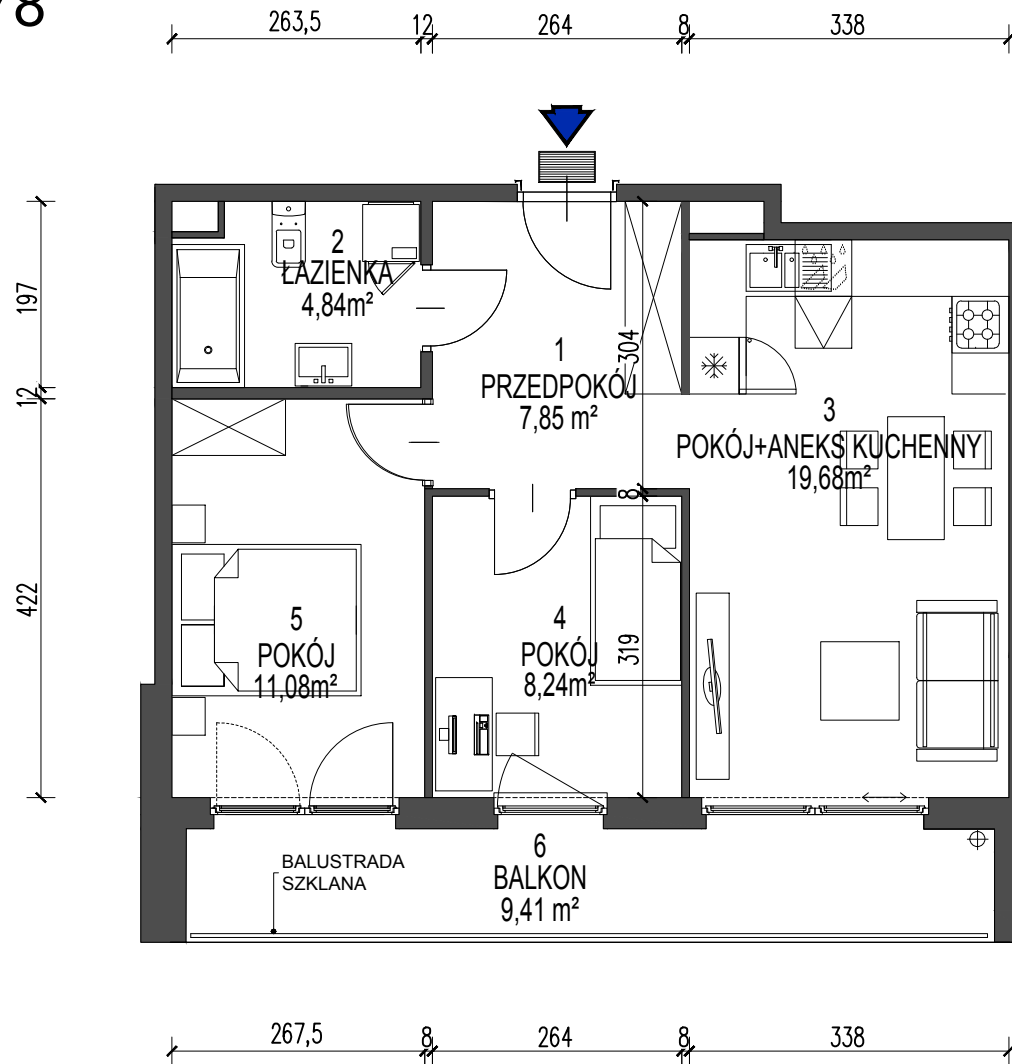 78
263,5 12 264 8 338
197
12
422
2
ŁAZIENKA
4,84m²
1
PRZEDPOKÓJ
7,85 m²
304
3
POKÓJ+ANEKS KUCHENNY
19,68m²
8
5
POKÓJ
11,08m²
4
POKÓJ
8,24m²
319
BALUSTRADA
SZKLANA
6
BALKON
9,41 m²
267,5 8 264 8 338